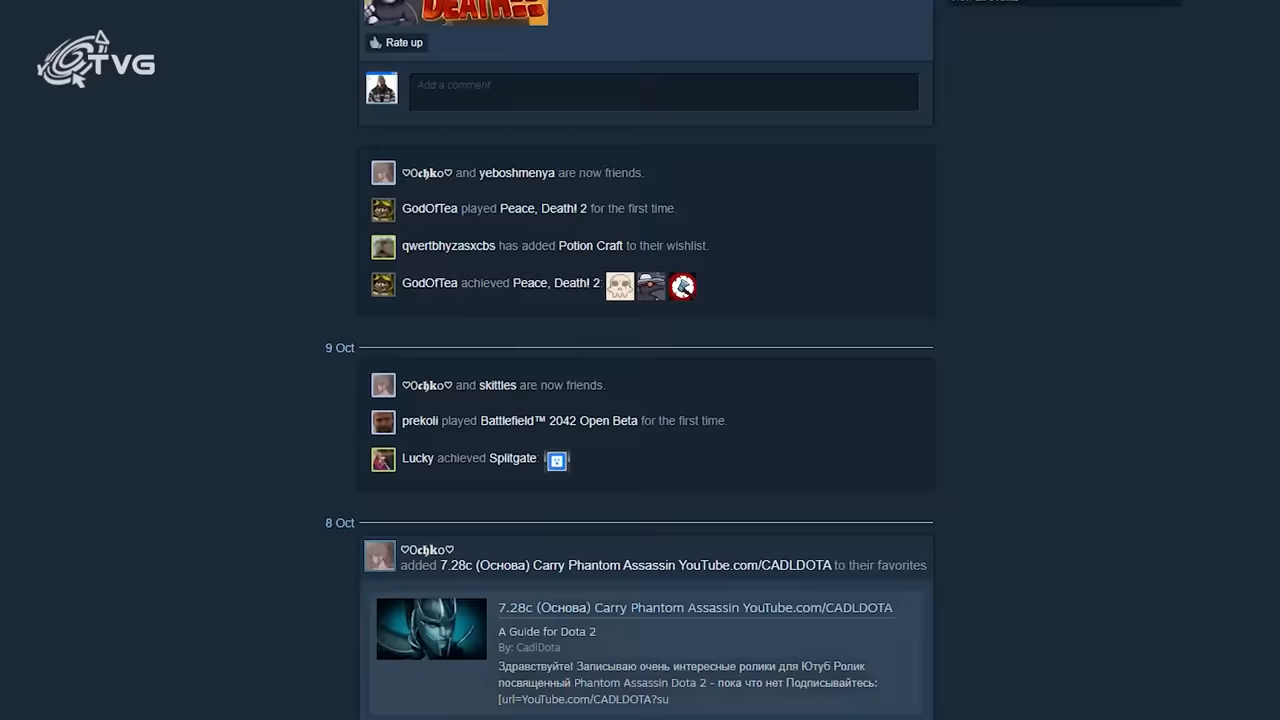 DEATH!!
TVG
Rate up
Add a comment
♡Oc𝖍ko♡ and yeboshmenya are now friends.
GodOfTea played Peace, Death! 2 for the first time.
qwertbhyzasxcbs has added Potion Craft to their wishlist.
GodOfTea achieved Peace, Death! 2:
9 Oct
♡Oc𝖍ko♡ and skittles are now friends.
prekoli played Battlefield™ 2042 Open Beta for the first time.
Lucky achieved Splitgate:
8 Oct
♡Oc𝖍ko♡
added 7.28c (Основа) Carry Phantom Assassin YouTube.com/CADLDOTA to their favorites
7.28c (Основа) Carry Phantom Assassin YouTube.com/CADLDOTA
A Guide for Dota 2
By: CadlDota
Здравствуйте! Записываю очень интересные ролики для Ютуб Ролик
посвященный Phantom Assassin Dota 2 - пока что нет Подписывайтесь:
[url=YouTube.com/CADLDOTA?su